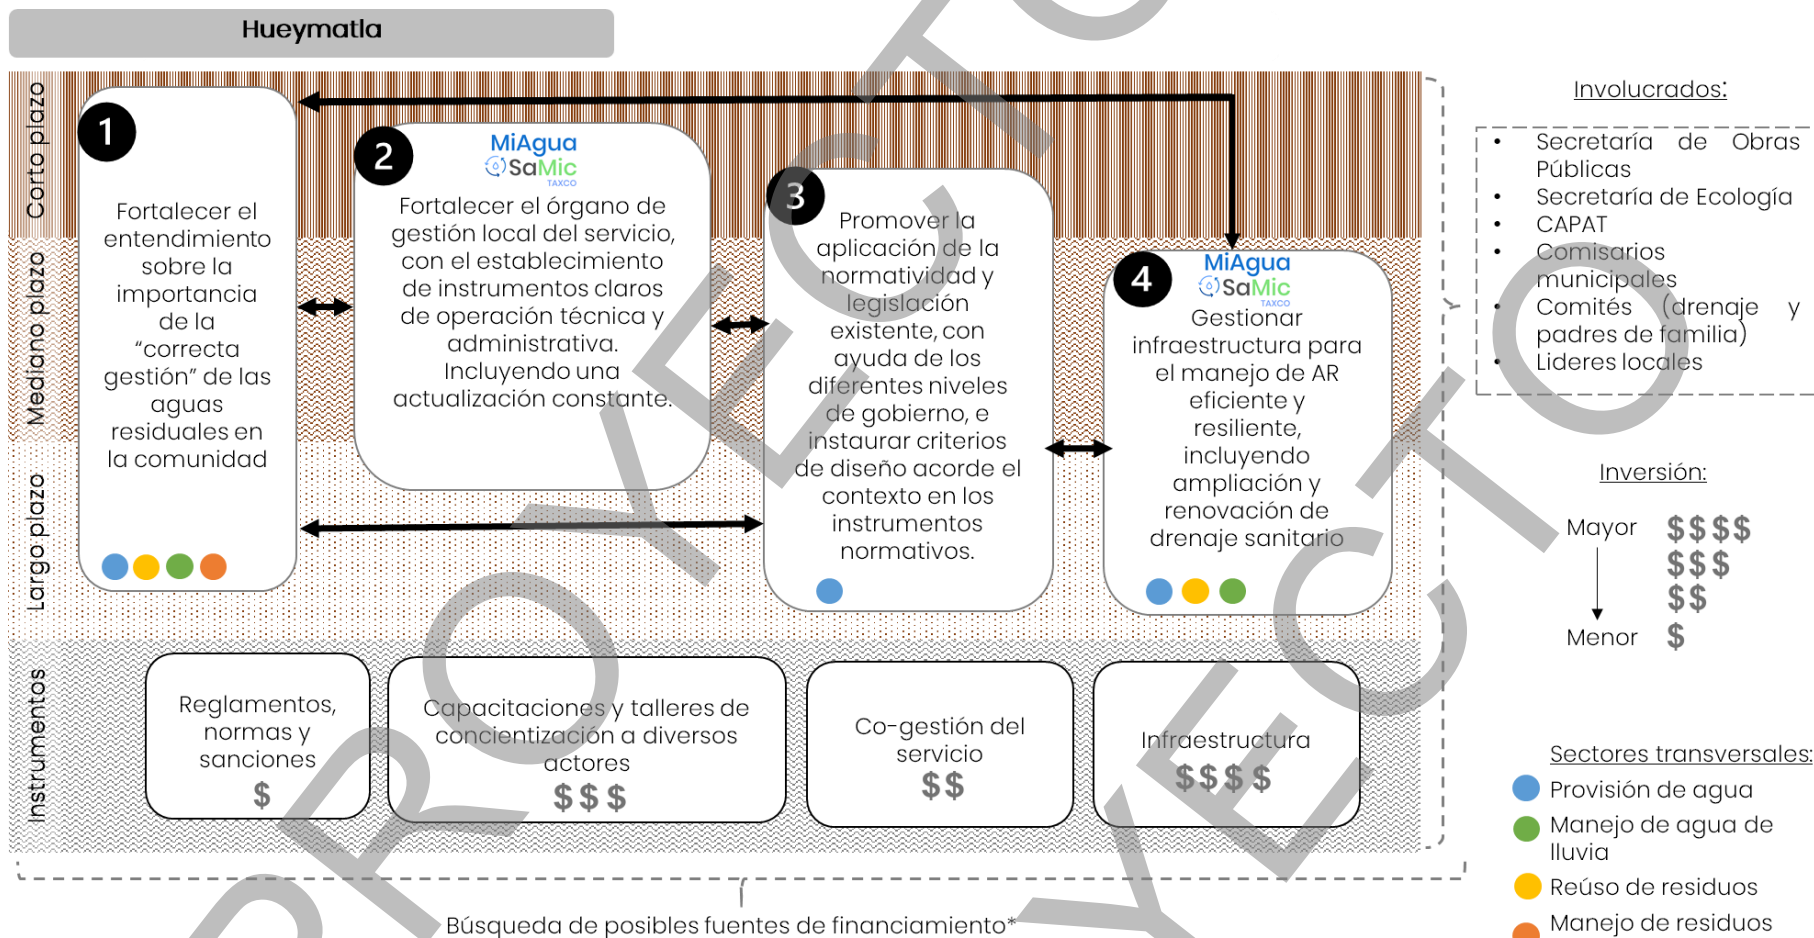 Hueymatla
Corto plazo
Mediano plazo
Largo plazo
Instrumentos
1
Fortalecer el
entendimiento
sobre la
importancia
de la
“correcta
gestión” de las
aguas
residuales en
la comunidad
2
MiAgua
SaMic
TAXCO
Fortalecer el órgano de
gestión local del servicio,
con el establecimiento
de instrumentos claros
de operación técnica y
administrativa.
Incluyendo una
actualización constante.
3
Promover la
aplicación de la
normatividad y
legislación
existente, con
ayuda de los
diferentes niveles
de gobierno, e
instaurar criterios
de diseño acorde el
contexto en los
instrumentos
normativos.
4
MiAgua
SaMic
TAXCO
Gestionar
infraestructura para
el manejo de AR
eficiente y
resiliente,
incluyendo
ampliación y
renovación de
drenaje sanitario
Reglamentos,
normas y
sanciones
$
Capacitaciones y talleres de
concientización a diversos
actores
$$$
Co-gestión del
servicio
$$
Infraestructura
$$$$
Búsqueda de posibles fuentes de financiamiento*
Involucrados:
• Secretaría de Obras
Públicas
• Secretaría de Ecología
• CAPAT
• Comisarios
municipales
• Comités (drenaje y
padres de familia)
• Lideres locales
Inversión:
Mayor $$$$
$$$
$$
Menor $
Sectores transversales:
Provisión de agua
Manejo de agua de
lluvia
Reúso de residuos
Manejo de residuos
PROYECTO